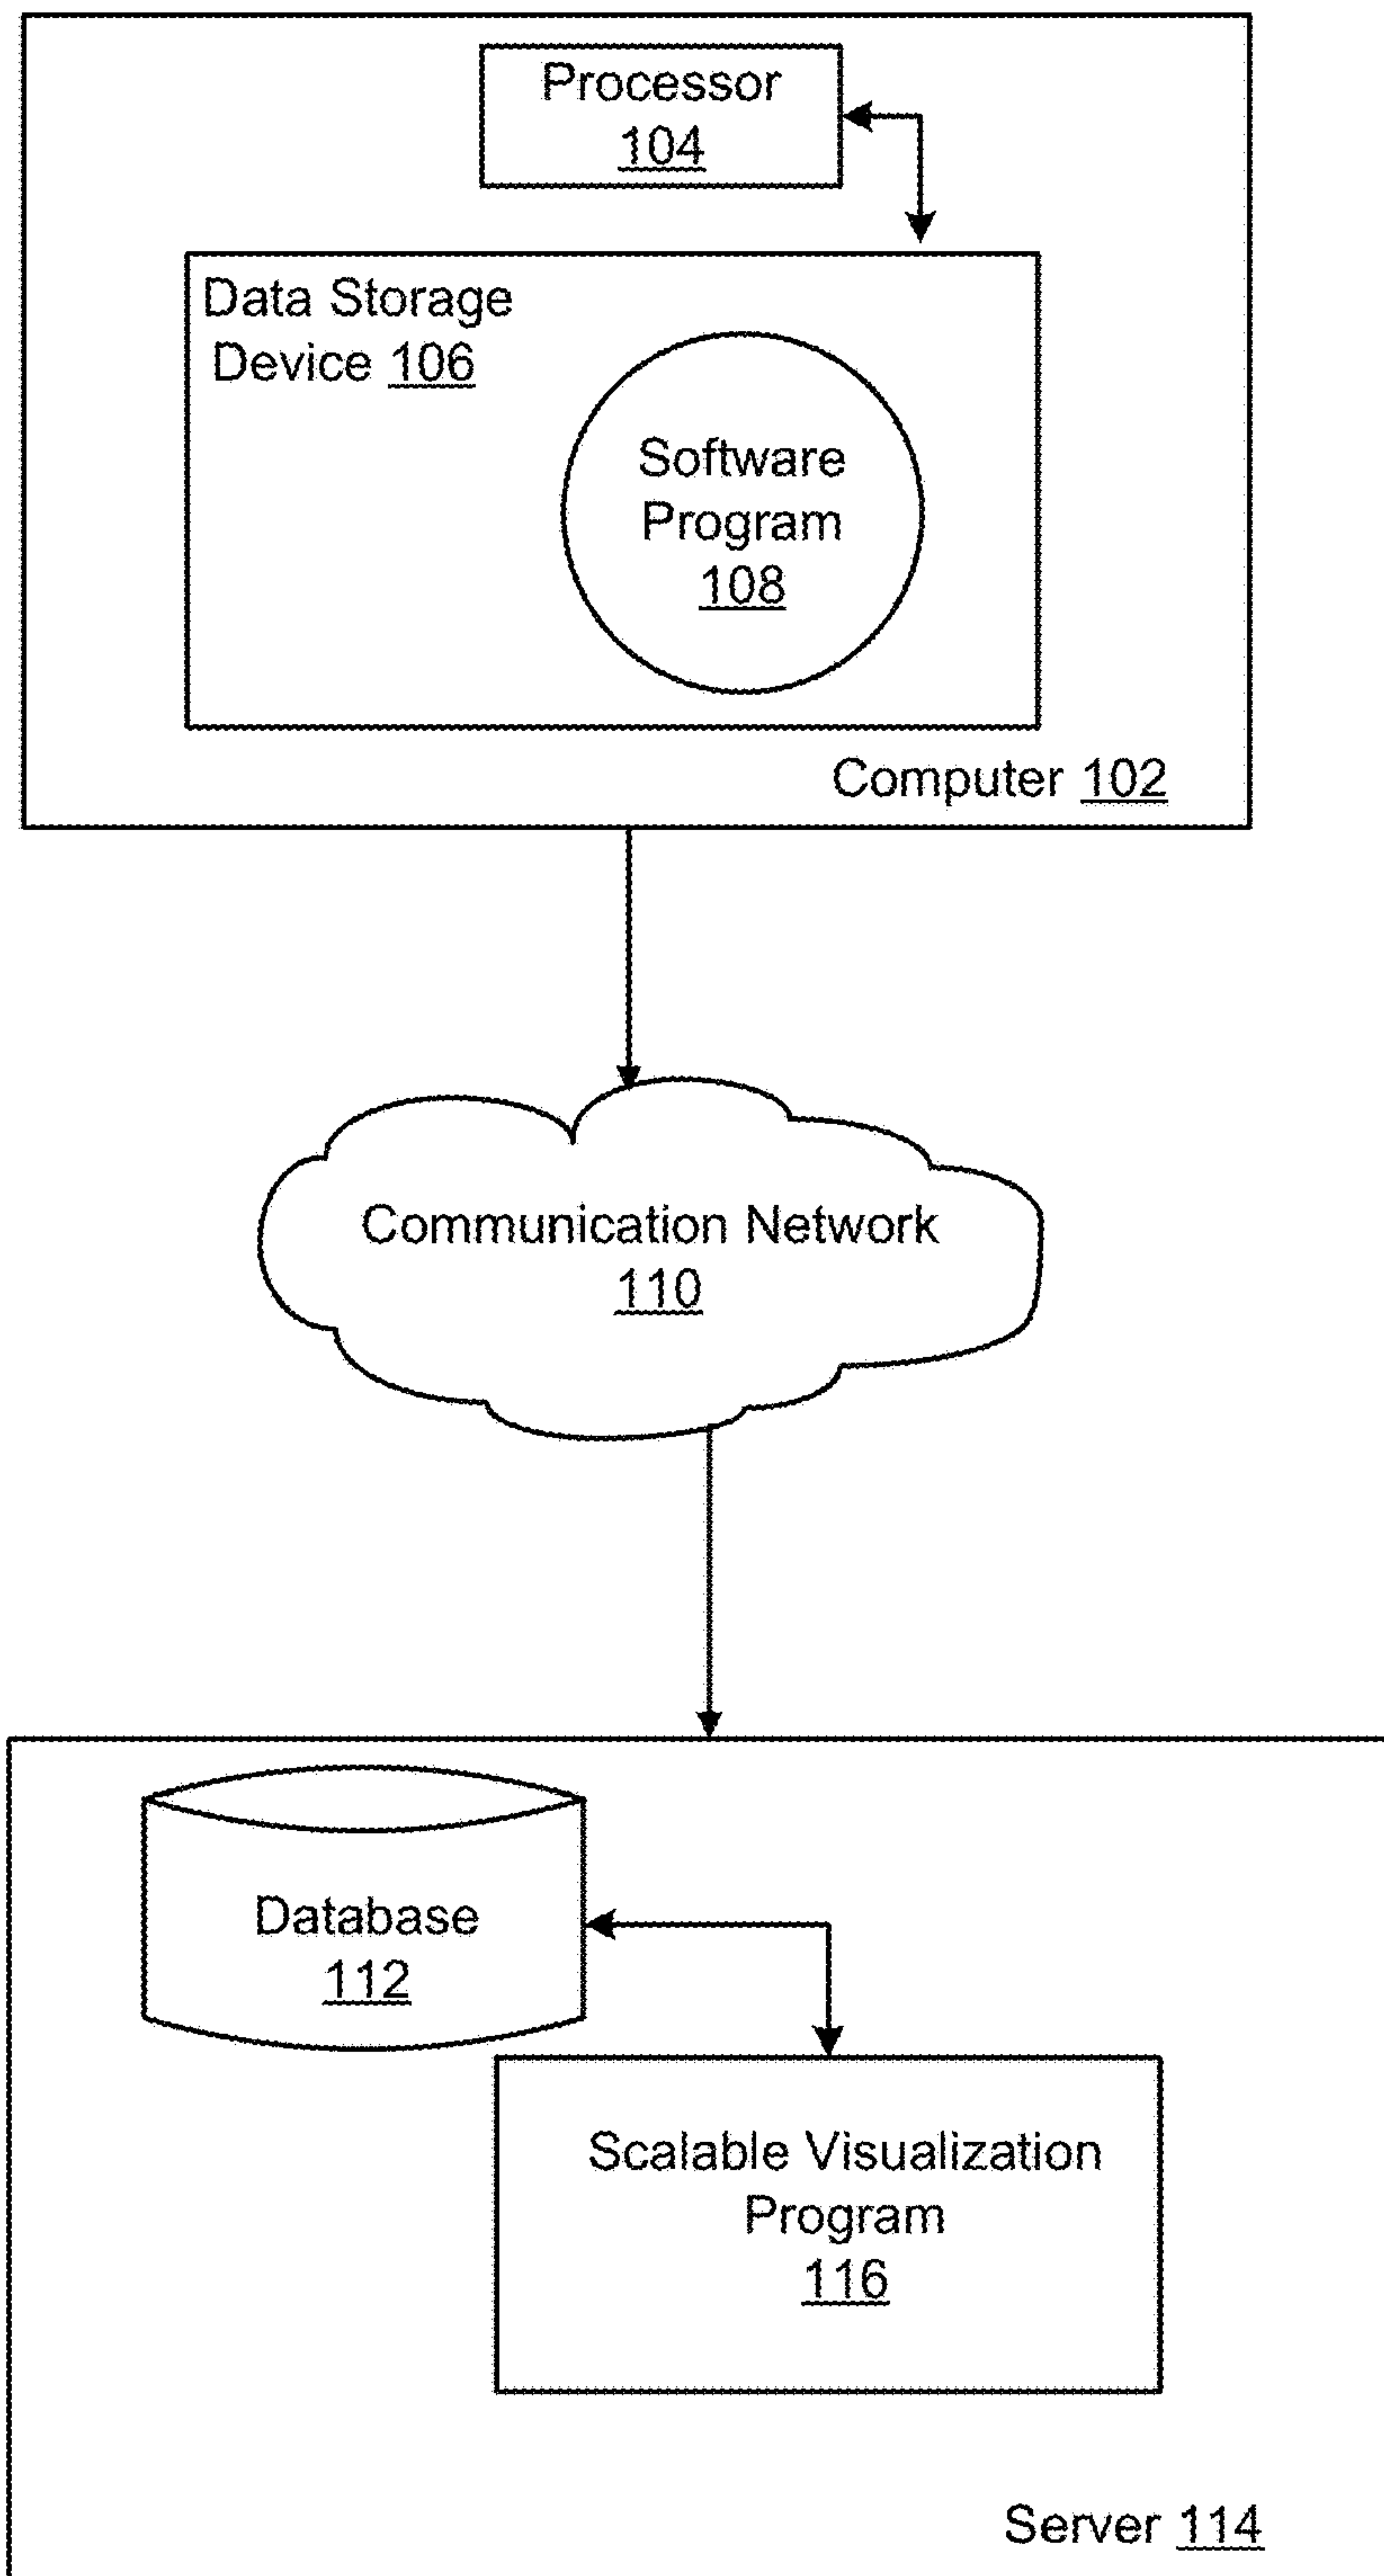 Processor
104
Data Storage
Device 106
Software
Program
108
Computer 102
Communication Network
110
Database
112
Scalable Visualization
Program
116
Server 114